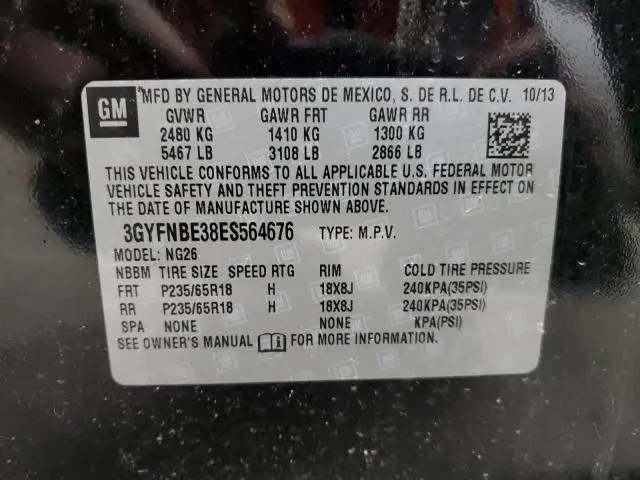 GM
*MFD BY GENERAL MOTORS DE MEXICO, S. DE R.L. DE C.V. 10/13
GVWR GAWR FRT GAWR RR
2480 KG 1410 KG 1300 KG
5467 LB 3108 LB 2866 LB
THIS VEHICLE CONFORMS TO ALL APPLICABLE U.S. FEDERAL MOTOR
VEHICLE SAFETY AND THEFT PREVENTION STANDARDS IN EFFECT ON
THE DATE OF MANUFACTURE SHOWN ABOVE.
3GYFNBE38ES564676 TYPE: M.P.V.
MODEL: NG26
NBBM TIRE SIZE SPEED RTG RIM COLD TIRE PRESSURE
FRT P235/65R18 H 18X8J 240KPA(35PSI)
RR P235/65R18 H 18X8J 240KPA(35PSI)
SPA NONE NONE KPA(PSI)
SEE OWNER'S MANUAL FOR MORE INFORMATION.